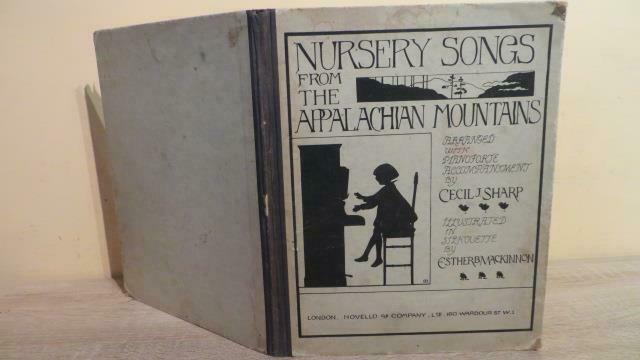 NURSERY SONGS
FROM
THE
APPALACHIAN MOUNTAINS
ARRANGED
WITH
PIANOFORTE
ACCOMPANIMENT
BY
CECIL J SHARP
ILLUSTRATED
IN
SILHOUETTE
BY
ESTHER B MACKINNON
LONDON, NOVELLO & COMPANY, LTD. 160 WARDOUR ST W.1